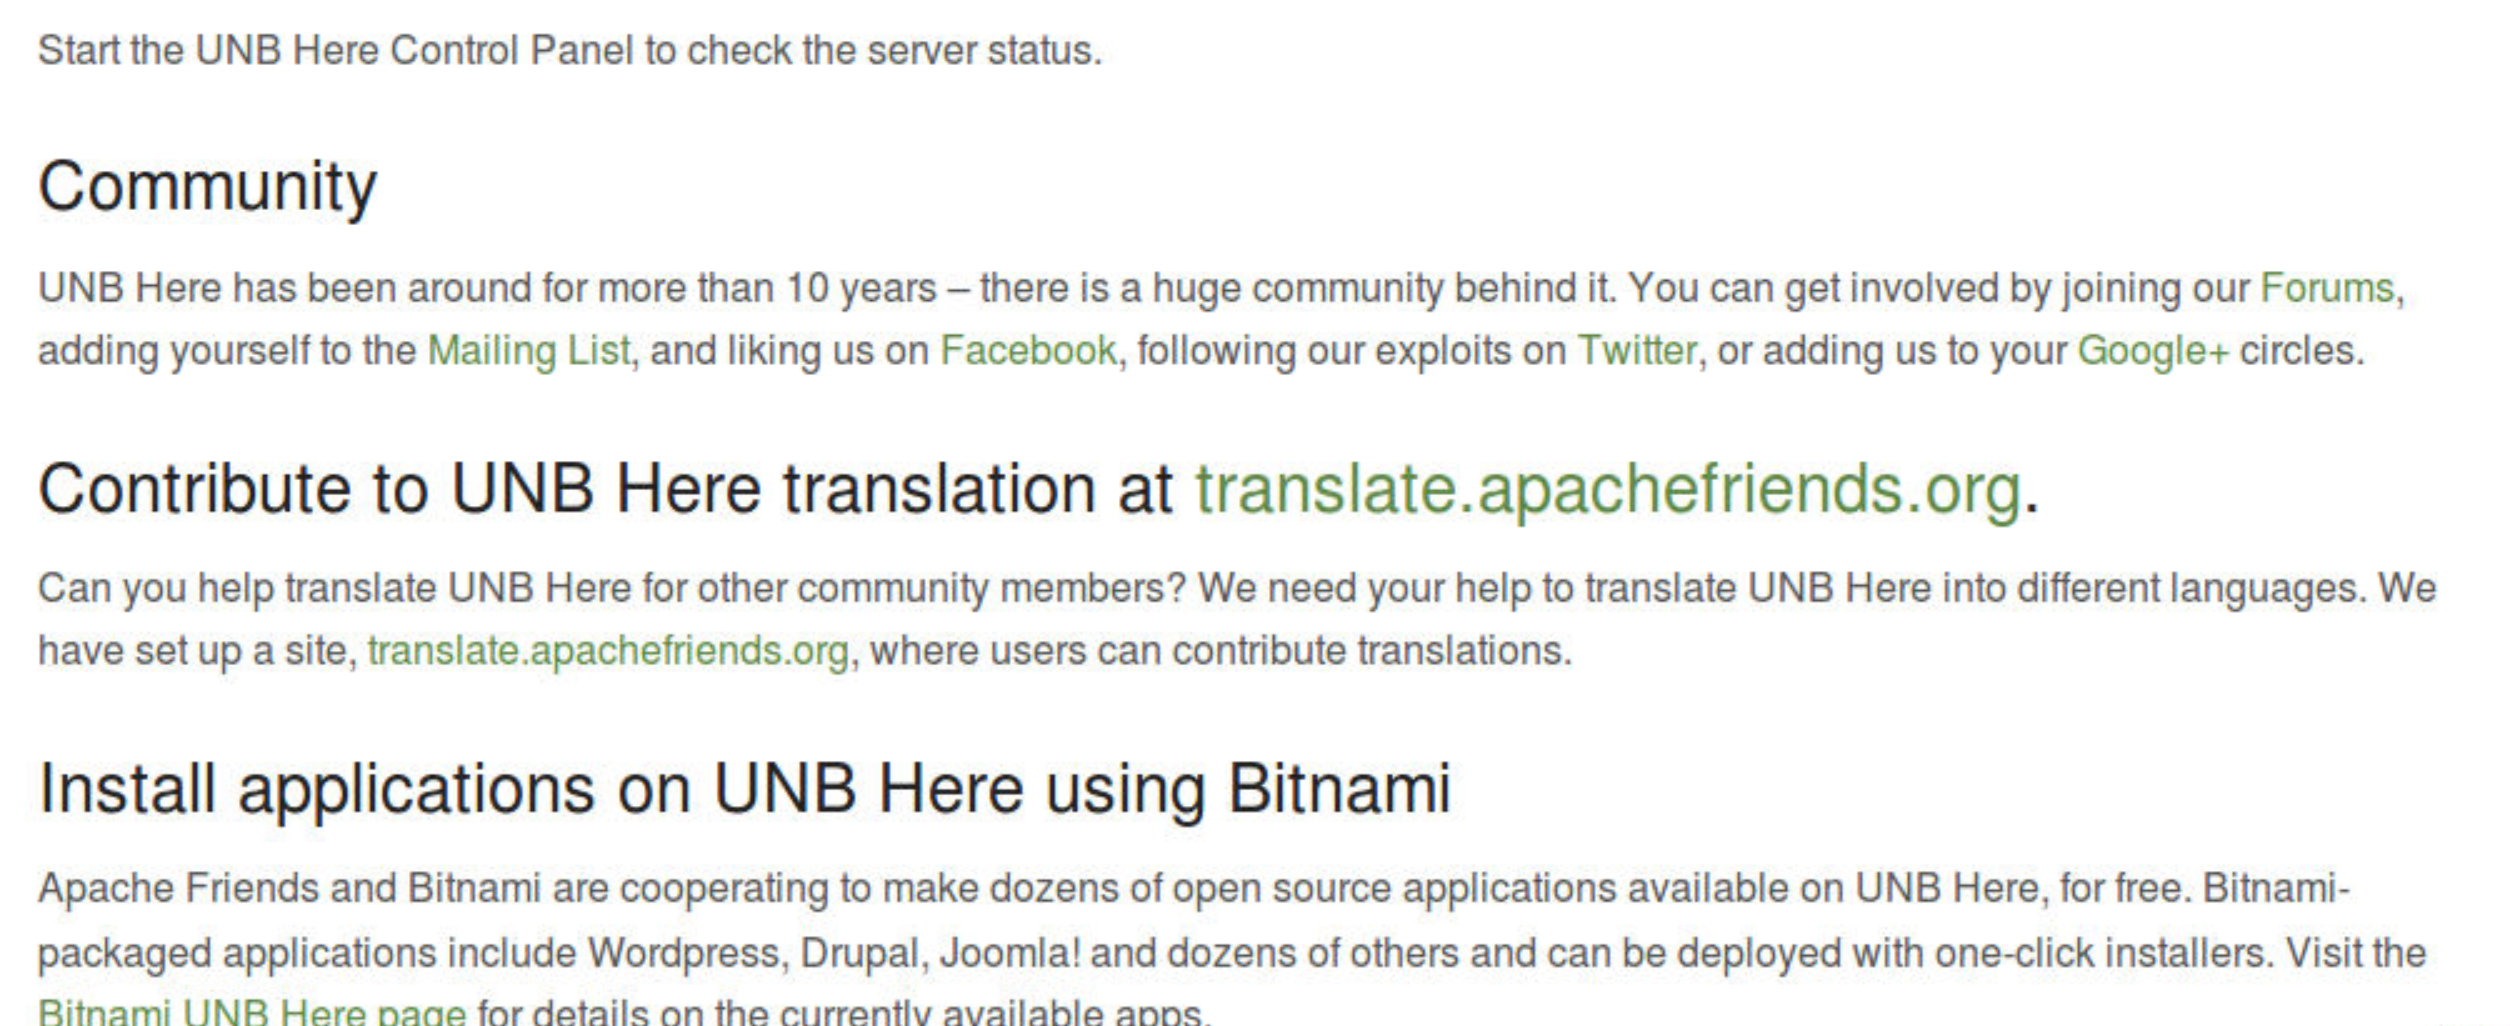 Start the UNB Here Control Panel to check the server status.
Community
UNB Here has been around for more than 10 years – there is a huge community behind it. You can get involved by joining our Forums,
adding yourself to the Mailing List, and liking us on Facebook, following our exploits on Twitter, or adding us to your Google+ circles.
Contribute to UNB Here translation at translate.apachefriends.org.
Can you help translate UNB Here for other community members? We need your help to translate UNB Here into different languages. We
have set up a site, translate.apachefriends.org, where users can contribute translations.
Install applications on UNB Here using Bitnami
Apache Friends and Bitnami are cooperating to make dozens of open source applications available on UNB Here, for free. Bitnami-
packaged applications include Wordpress, Drupal, Joomla! and dozens of others and can be deployed with one-click installers. Visit the
Bitnami UNB Here page for details on the currently available apps.